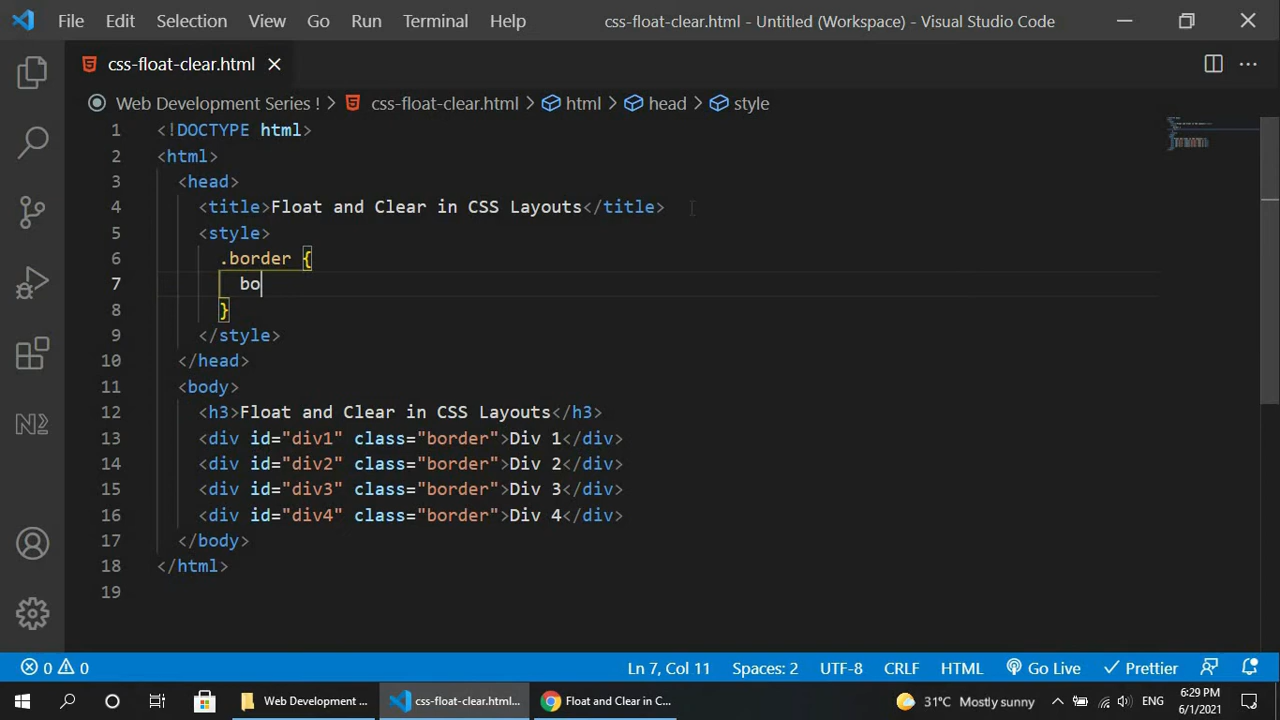 File Edit Selection View Go Run Terminal Help css-float-clear.html - Untitled (Workspace) - Visual Studio Code
css-float-clear.html
Web Development Series ! > css-float-clear.html > html > head > style
1 <!DOCTYPE html>
2 <html>
3 <head>
4 <title>Float and Clear in CSS Layouts</title>
5 <style>
6 .border {
7 bo
8 }
9 </style>
10 </head>
11 <body>
12 <h3>Float and Clear in CSS Layouts</h3>
13 <div id="div1" class="border">Div 1</div>
14 <div id="div2" class="border">Div 2</div>
15 <div id="div3" class="border">Div 3</div>
16 <div id="div4" class="border">Div 4</div>
17 </body>
18 </html>
19
0 0 Ln 7, Col 11 Spaces: 2 UTF-8 CRLF HTML Go Live Prettier
Web Development ... css-float-clear.html... Float and Clear in C... 31°C Mostly sunny ENG 6:29 PM
6/1/2021